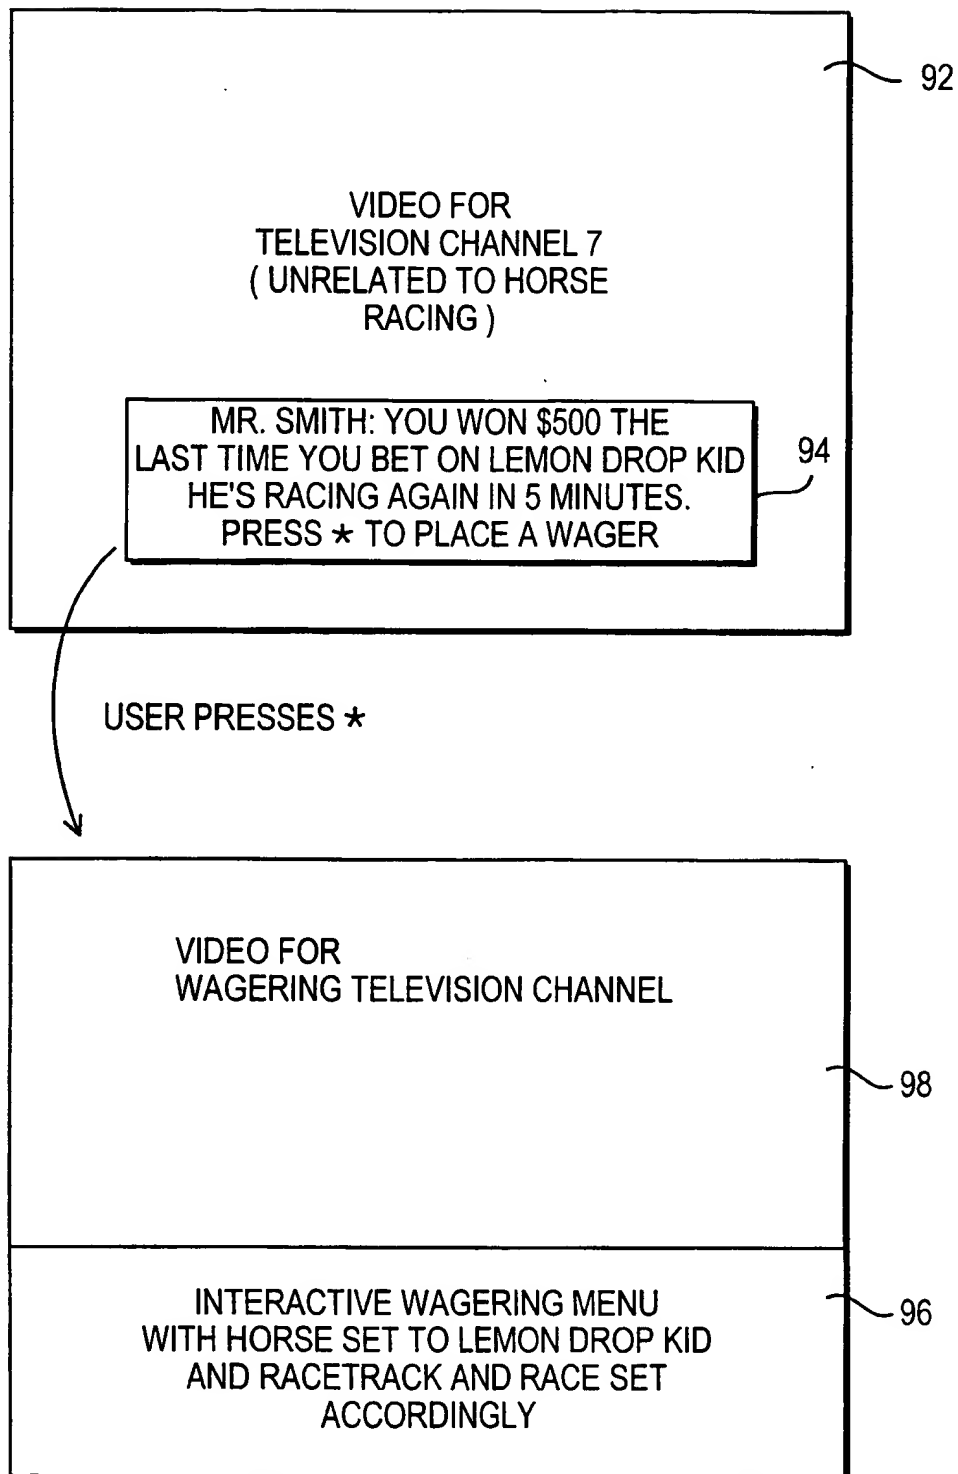 92
VIDEO FOR
TELEVISION CHANNEL 7
( UNRELATED TO HORSE
RACING )
MR. SMITH: YOU WON $500 THE
LAST TIME YOU BET ON LEMON DROP KID
HE'S RACING AGAIN IN 5 MINUTES.
PRESS * TO PLACE A WAGER
94
USER PRESSES *
VIDEO FOR
WAGERING TELEVISION CHANNEL
98
INTERACTIVE WAGERING MENU
WITH HORSE SET TO LEMON DROP KID
AND RACETRACK AND RACE SET
ACCORDINGLY
96